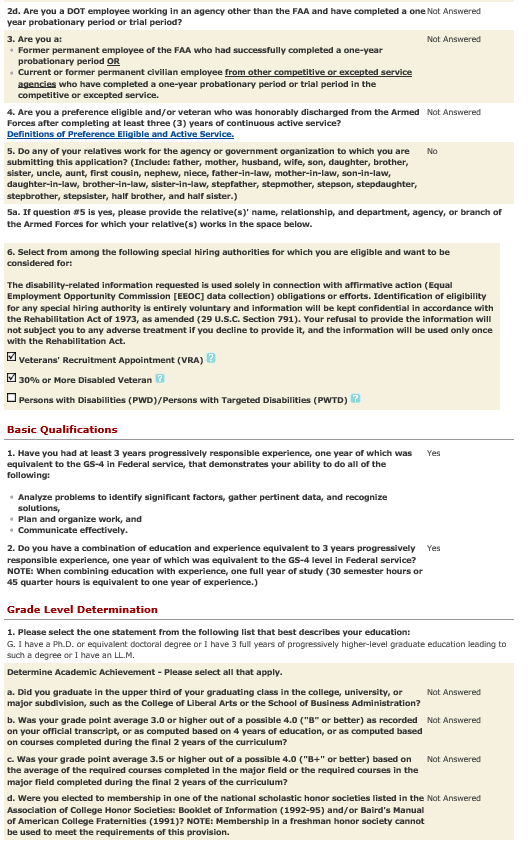 2d. Are you a DOT employee working in an agency other than the FAA and have completed a one Not Answered
year probationary period or trial period?
3. Are you a: Not Answered
Former permanent employee of the FAA who had successfully completed a one-year
probationary period OR
Current or former permanent civilian employee from other competitive or excepted service
agencies who have completed a one-year probationary period or trial period in the
competitive or excepted service.
4. Are you a preference eligible and/or veteran who was honorably discharged from the Armed Not Answered
Forces after completing at least three (3) years of continuous active service?
Definitions of Preference Eligible and Active Service.
5. Do any of your relatives work for the agency or government organization to which you are No
submitting this application? (Include: father, mother, husband, wife, son, daughter, brother,
sister, uncle, aunt, first cousin, nephew, niece, father-in-law, mother-in-law, son-in-law,
daughter-in-law, brother-in-law, sister-in-law, stepfather, stepmother, stepson, stepdaughter,
stepbrother, stepsister, half brother, and half sister.)
5a. If question #5 is yes, please provide the relative(s)' name, relationship, and department, agency, or branch of
the Armed Forces for which your relative(s) works in the space below.
6. Select from among the following special hiring authorities for which you are eligible and want to be
considered for:
The disability-related information requested is used solely in connection with affirmative action (Equal
Employment Opportunity Commission [EEOC] data collection) obligations or efforts. Identification of eligibility
for any special hiring authority is entirely voluntary and information will be kept confidential in accordance with
the Rehabilitation Act of 1973, as amended (29 U.S.C. Section 791). Your refusal to provide the information will
not subject you to any adverse treatment if you decline to provide it, and the information will be used only once
with the Rehabilitation Act.
Veterans' Recruitment Appointment (VRA) ?
30% or More Disabled Veteran ?
Persons with Disabilities (PWD)/Persons with Targeted Disabilities (PWTD) ?
Basic Qualifications
1. Have you had at least 3 years progressively responsible experience, one year of which was Yes
equivalent to the GS-4 in Federal service, that demonstrates your ability to do all of the
following:
Analyze problems to identify significant factors, gather pertinent data, and recognize
solutions,
Plan and organize work, and
Communicate effectively.
2. Do you have a combination of education and experience equivalent to 3 years progressively Yes
responsible experience, one year of which was equivalent to the GS-4 level in Federal service?
NOTE: When combining education with experience, one full year of study (30 semester hours or
45 quarter hours is equivalent to one year of experience.)
Grade Level Determination
1. Please select the one statement from the following list that best describes your education:
G. I have a Ph.D. or equivalent doctoral degree or I have 3 full years of progressively higher-level graduate education leading to
such a degree or I have an LL.M.
Determine Academic Achievement - Please select all that apply.
a. Did you graduate in the upper third of your graduating class in the college, university, or Not Answered
major subdivision, such as the College of Liberal Arts or the School of Business Administration?
b. Was your grade point average 3.0 or higher out of a possible 4.0 ("B" or better) as recorded Not Answered
on your official transcript, or as computed based on 4 years of education, or as computed based
on courses completed during the final 2 years of the curriculum?
c. Was your grade point average 3.5 or higher out of a possible 4.0 ("B+" or better) based on Not Answered
the average of the required courses completed in the major field or the required courses in the
major field completed during the final 2 years of the curriculum?
d. Were you elected to membership in one of the national scholastic honor societies listed in the Not Answered
Association of College Honor Societies: Booklet of Information (1992-95) and/or Baird's Manual
of American College Fraternities (1991)? NOTE: Membership in a freshman honor society cannot
be used to meet the requirements of this provision.